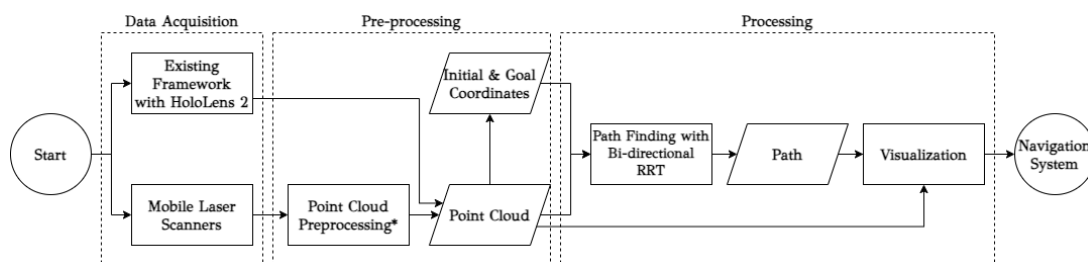 Data Acquisition
Pre-processing
Processing
Start
Existing
Framework
with HoloLens 2
Mobile Laser
Scanners
Point Cloud
Preprocessing*
Initial & Goal
Coordinates
Point Cloud
Path Finding with
Bi-directional
RRT
Path
Visualization
Navigation
System